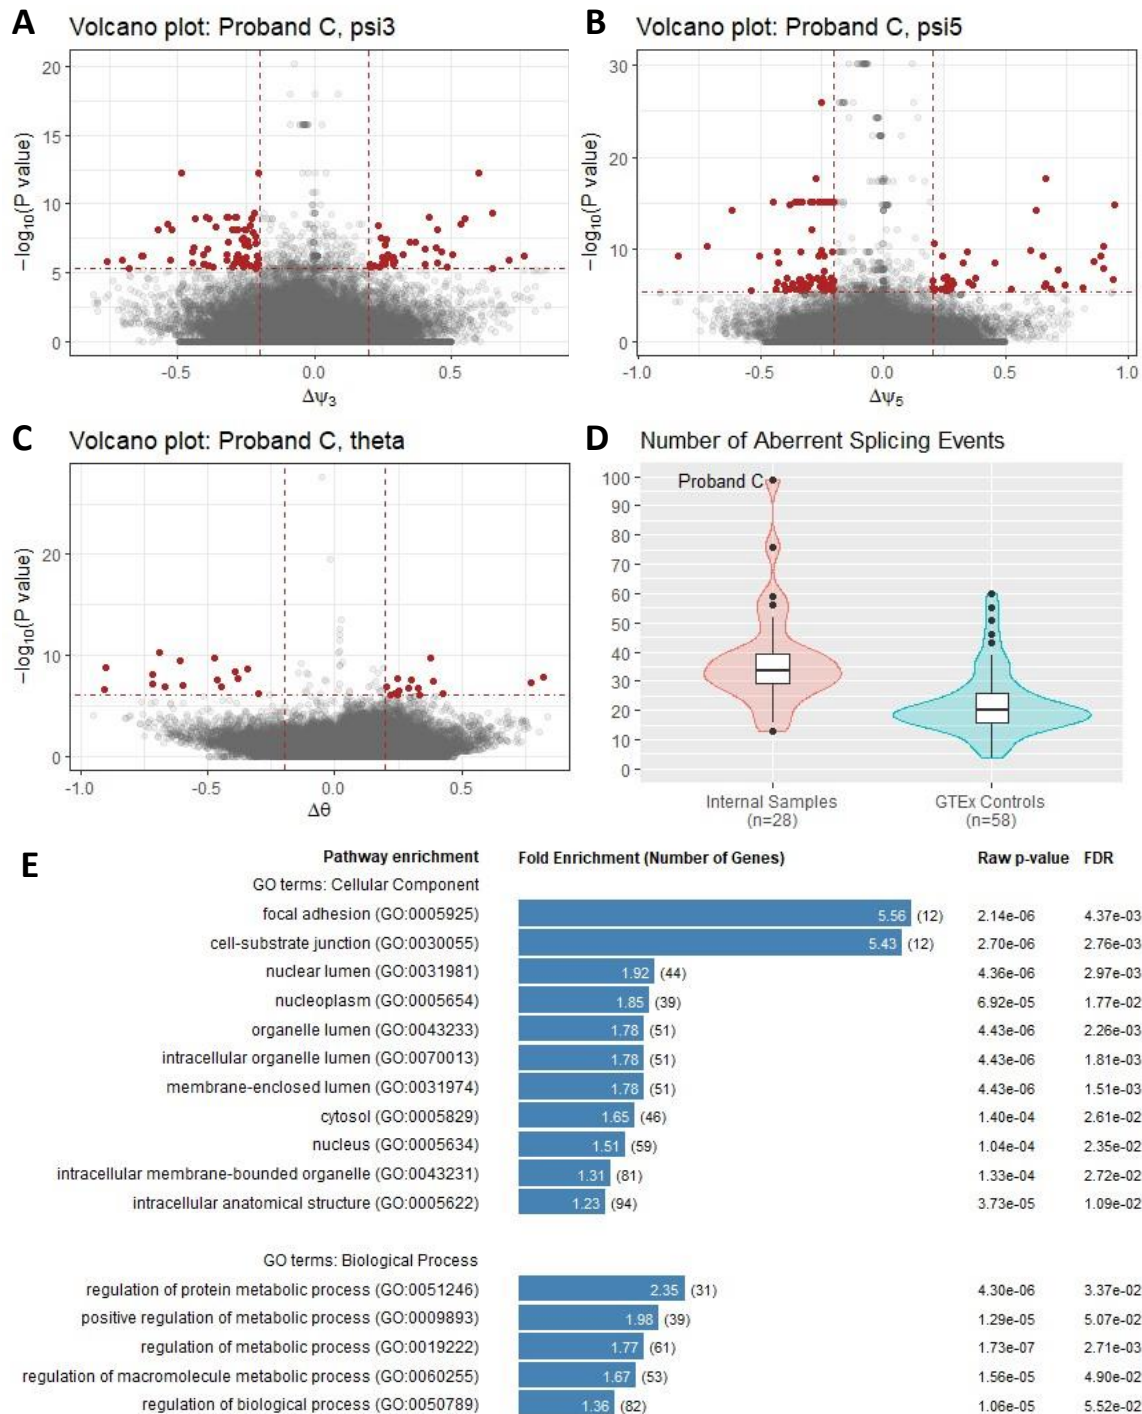 A
Volcano plot: Proband C, psi3
−log10(P value)
20
15
10
5
0
-0.5
0.0
0.5
Δψ3
B
Volcano plot: Proband C, psi5
−log10(P value)
30
20
10
0
-1.0
-0.5
0.0
0.5
1.0
Δψ5
C
Volcano plot: Proband C, theta
−log10(P value)
20
10
0
-1.0
-0.5
0.0
0.5
Δθ
D
Number of Aberrent Splicing Events
100
90
80
70
60
50
40
30
20
10
0
Proband C
Internal Samples
(n=28)
GTEx Controls
(n=58)
E
Pathway enrichment Fold Enrichment (Number of Genes) Raw p-value FDR
GO terms: Cellular Component
focal adhesion (GO:0005925) 5.56 (12) 2.14e-06 4.37e-03
cell-substrate junction (GO:0030055) 5.43 (12) 2.70e-06 2.76e-03
nuclear lumen (GO:0031981) 1.92 (44) 4.36e-06 2.97e-03
nucleoplasm (GO:0005654) 1.85 (39) 6.92e-05 1.77e-02
organelle lumen (GO:0043233) 1.78 (51) 4.43e-06 2.26e-03
intracellular organelle lumen (GO:0070013) 1.78 (51) 4.43e-06 1.81e-03
membrane-enclosed lumen (GO:0031974) 1.78 (51) 4.43e-06 1.51e-03
cytosol (GO:0005829) 1.65 (46) 1.40e-04 2.61e-02
nucleus (GO:0005634) 1.51 (59) 1.04e-04 2.35e-02
intracellular membrane-bounded organelle (GO:0043231) 1.31 (81) 1.33e-04 2.72e-02
intracellular anatomical structure (GO:0005622) 1.23 (94) 3.73e-05 1.09e-02
GO terms: Biological Process
regulation of protein metabolic process (GO:0051246) 2.35 (31) 4.30e-06 3.37e-02
positive regulation of metabolic process (GO:0009893) 1.98 (39) 1.29e-05 5.07e-02
regulation of metabolic process (GO:0019222) 1.77 (61) 1.73e-07 2.71e-03
regulation of macromolecule metabolic process (GO:0060255) 1.67 (53) 1.56e-05 4.90e-02
regulation of biological process (GO:0050789) 1.36 (82) 1.06e-05 5.52e-02